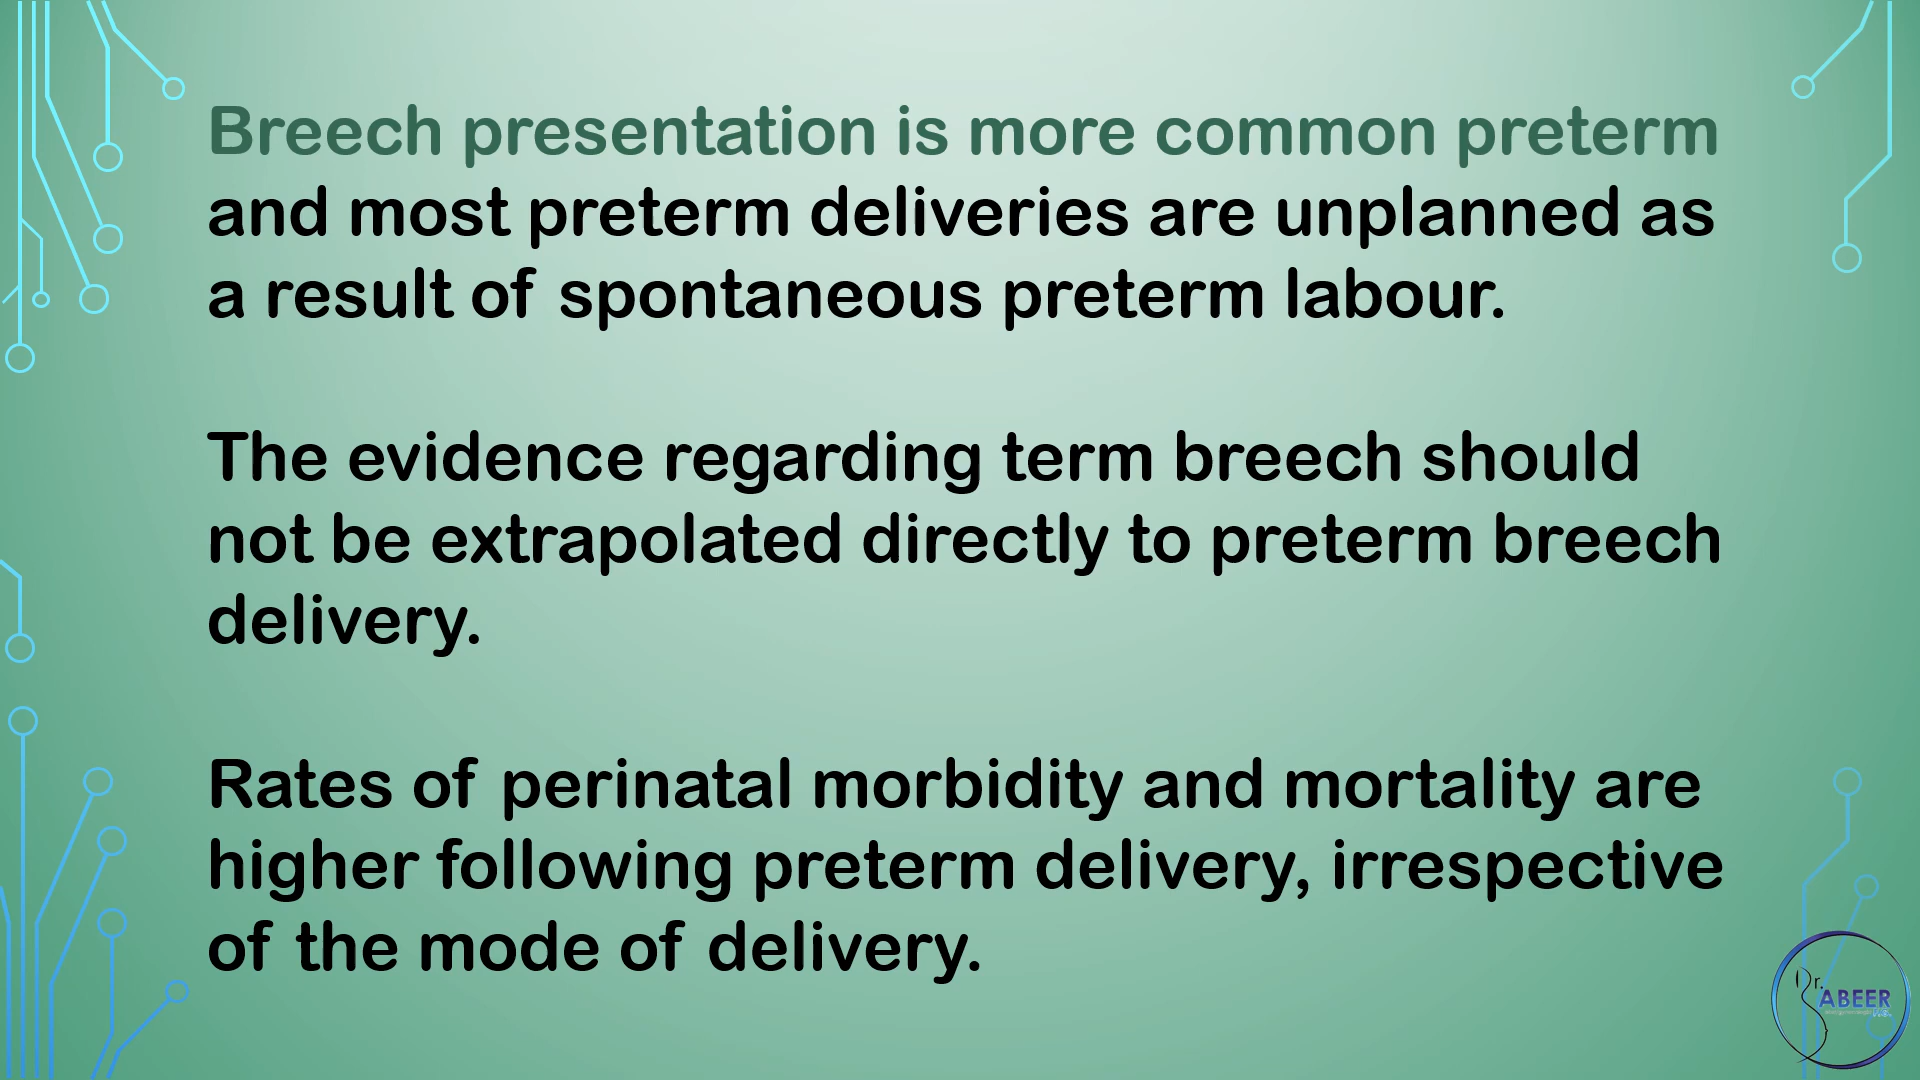 Breech presentation is more common preterm
and most preterm deliveries are unplanned as
a result of spontaneous preterm labour.
The evidence regarding term breech should
not be extrapolated directly to preterm breech
delivery.
Rates of perinatal morbidity and mortality are
higher following preterm delivery, irrespective
of the mode of delivery.
Dr.
ABEER